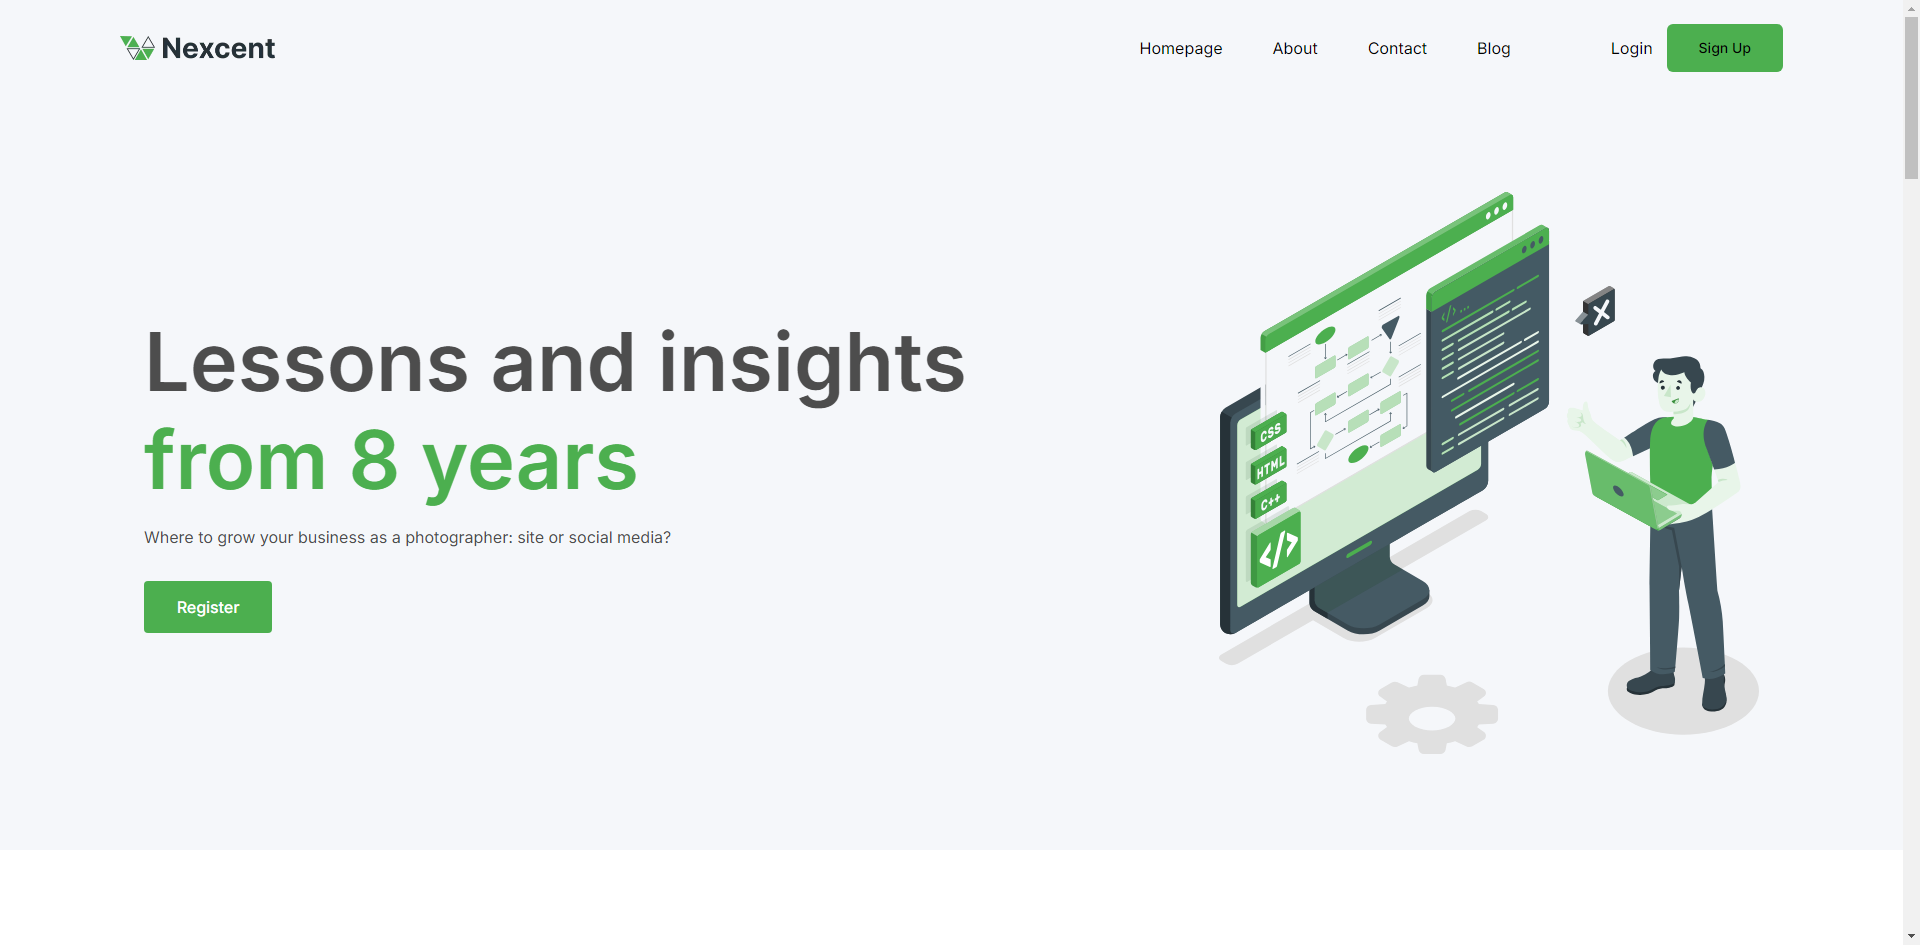 Nexcent
Homepage About Contact Blog Login Sign Up
Lessons and insights
from 8 years
Where to grow your business as a photographer: site or social media?
Register
</> ...
CSS
HTML
C++
</>